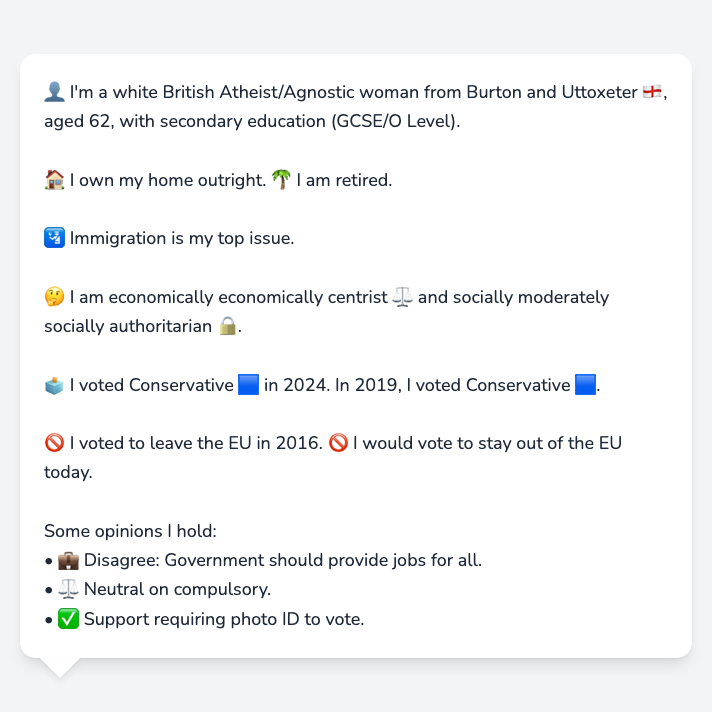 👤 I'm a white British Atheist/Agnostic woman from Burton and Uttoxeter 🏴󠁧󠁢󠁥󠁮󠁧󠁿,
aged 62, with secondary education (GCSE/O Level).
🏠 I own my home outright. 🌴 I am retired.
🛂 Immigration is my top issue.
🤔 I am economically economically centrist ⚖️ and socially moderately
socially authoritarian 🔒.
🗳️ I voted Conservative 🟦 in 2024. In 2019, I voted Conservative 🟦.
🚫 I voted to leave the EU in 2016. 🚫 I would vote to stay out of the EU
today.
Some opinions I hold:
• 💼 Disagree: Government should provide jobs for all.
• ⚖️ Neutral on compulsory.
• ✅ Support requiring photo ID to vote.